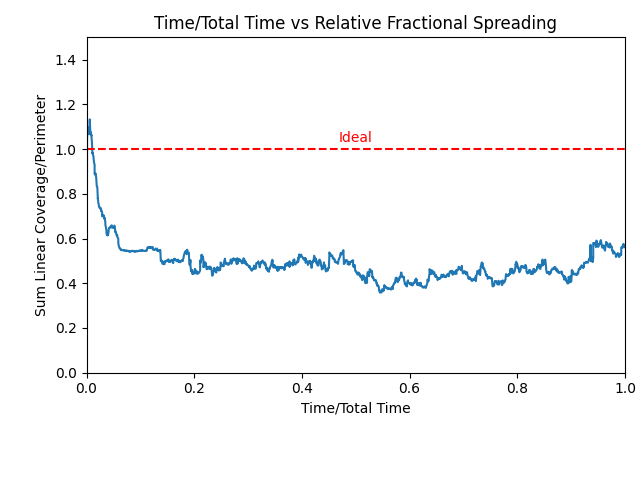 Time/Total Time vs Relative Fractional Spreading
Sum Linear Coverage/Perimeter
1.4
1.2
1.0
0.8
0.6
0.4
0.2
0.0
Ideal
0.0 0.2 0.4 0.6 0.8 1.0
Time/Total Time